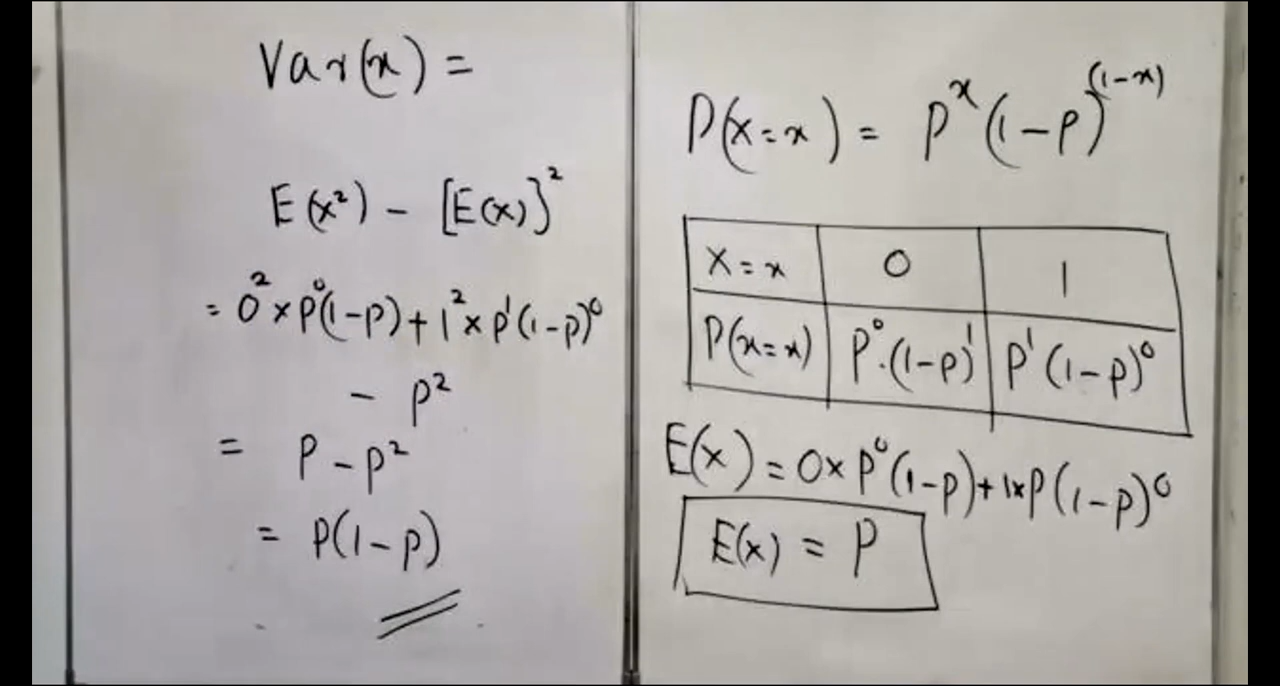 Var(x) =
E(x²) - [E(x)]²
= 0² × p⁰(1-p) + 1² × p¹(1-p)⁰
- p²
= p - p²
= p(1-p)
P(X=x) = p^x (1-p)^(1-x)
X=x 0 1
P(x=x) p⁰.(1-p)¹ p¹(1-p)⁰
E(x) = 0× p⁰(1-p) + 1×p(1-p)⁰
E(x) = p